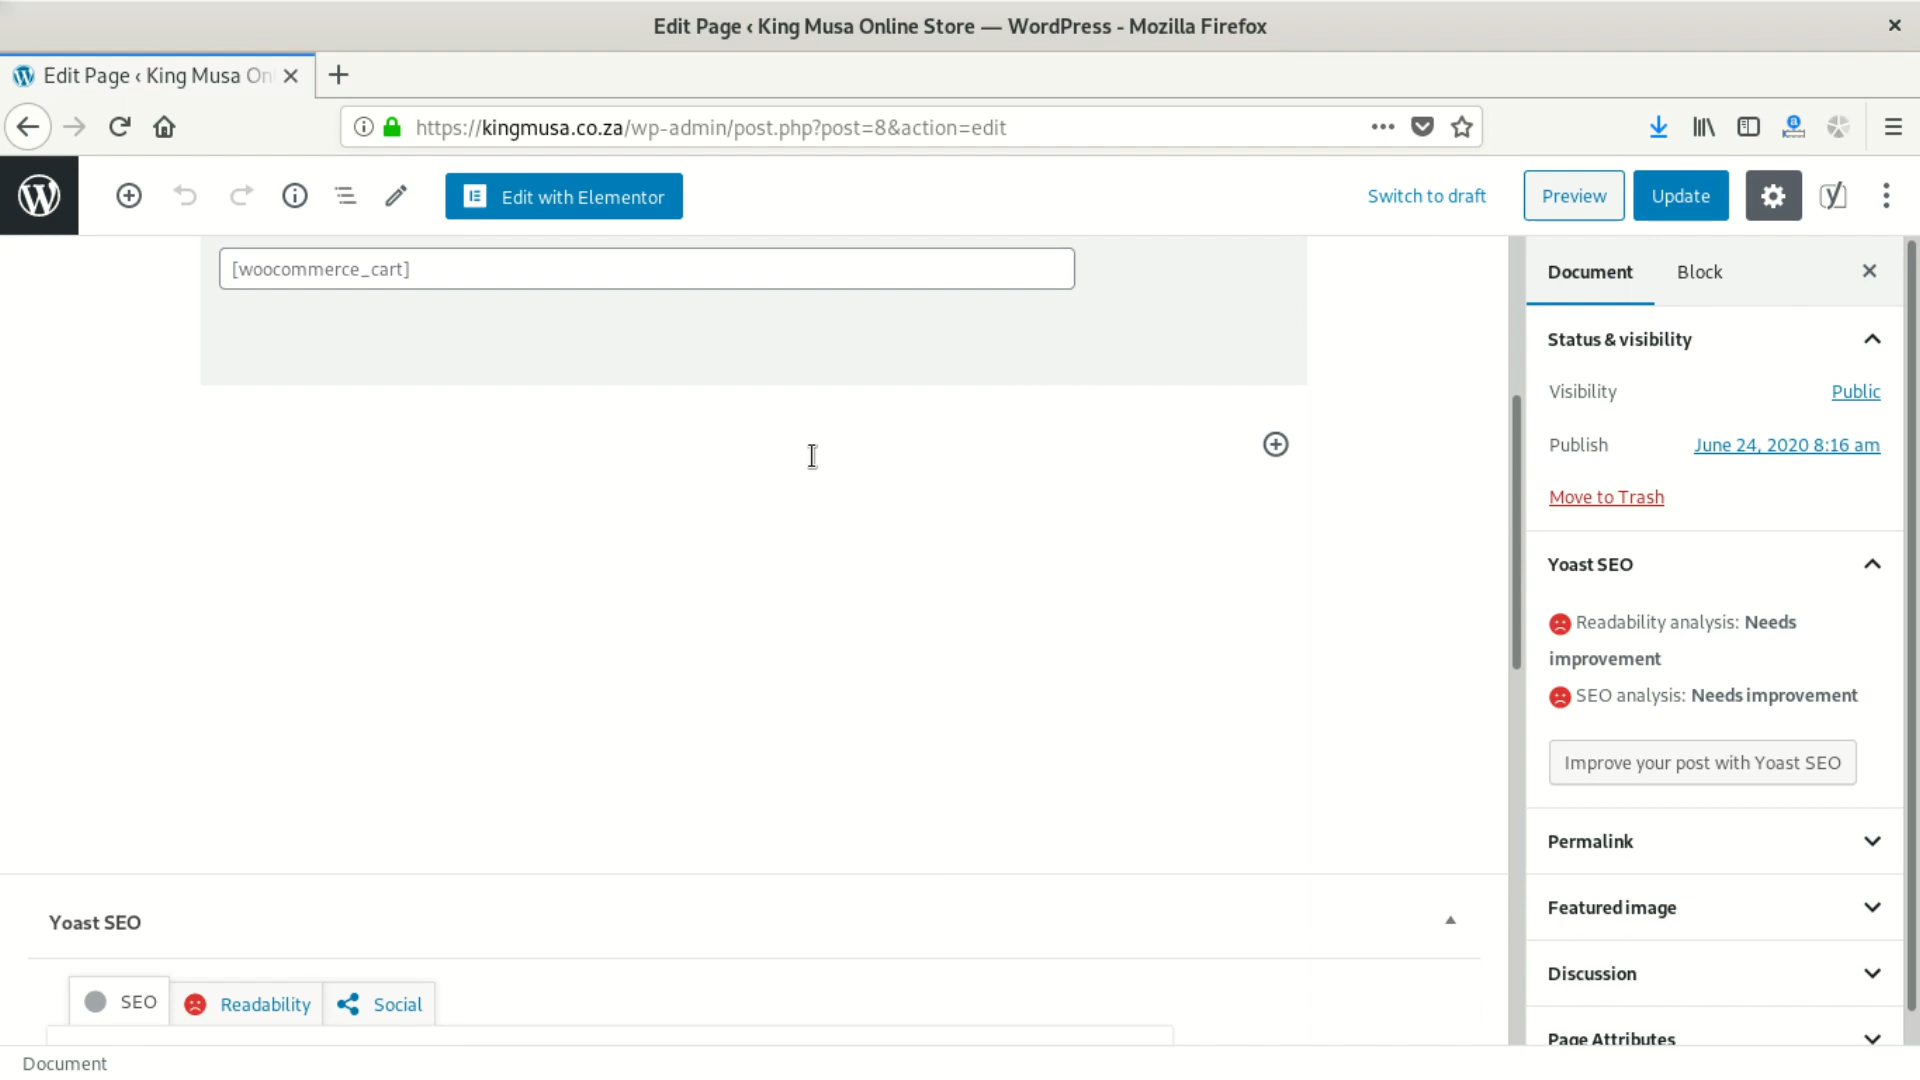 Edit Page ‹ King Musa Online Store — WordPress - Mozilla Firefox
Edit Page ‹ King Musa Onl
https://kingmusa.co.za/wp-admin/post.php?post=8&action=edit
Edit with Elementor
Switch to draft
Preview
Update
[woocommerce_cart]
Document
Block
Status & visibility
Visibility
Public
Publish
June 24, 2020 8:16 am
Move to Trash
Yoast SEO
Readability analysis: Needs
improvement
SEO analysis: Needs improvement
Improve your post with Yoast SEO
Permalink
Featured image
Discussion
Page Attributes
Yoast SEO
SEO
Readability
Social
Document